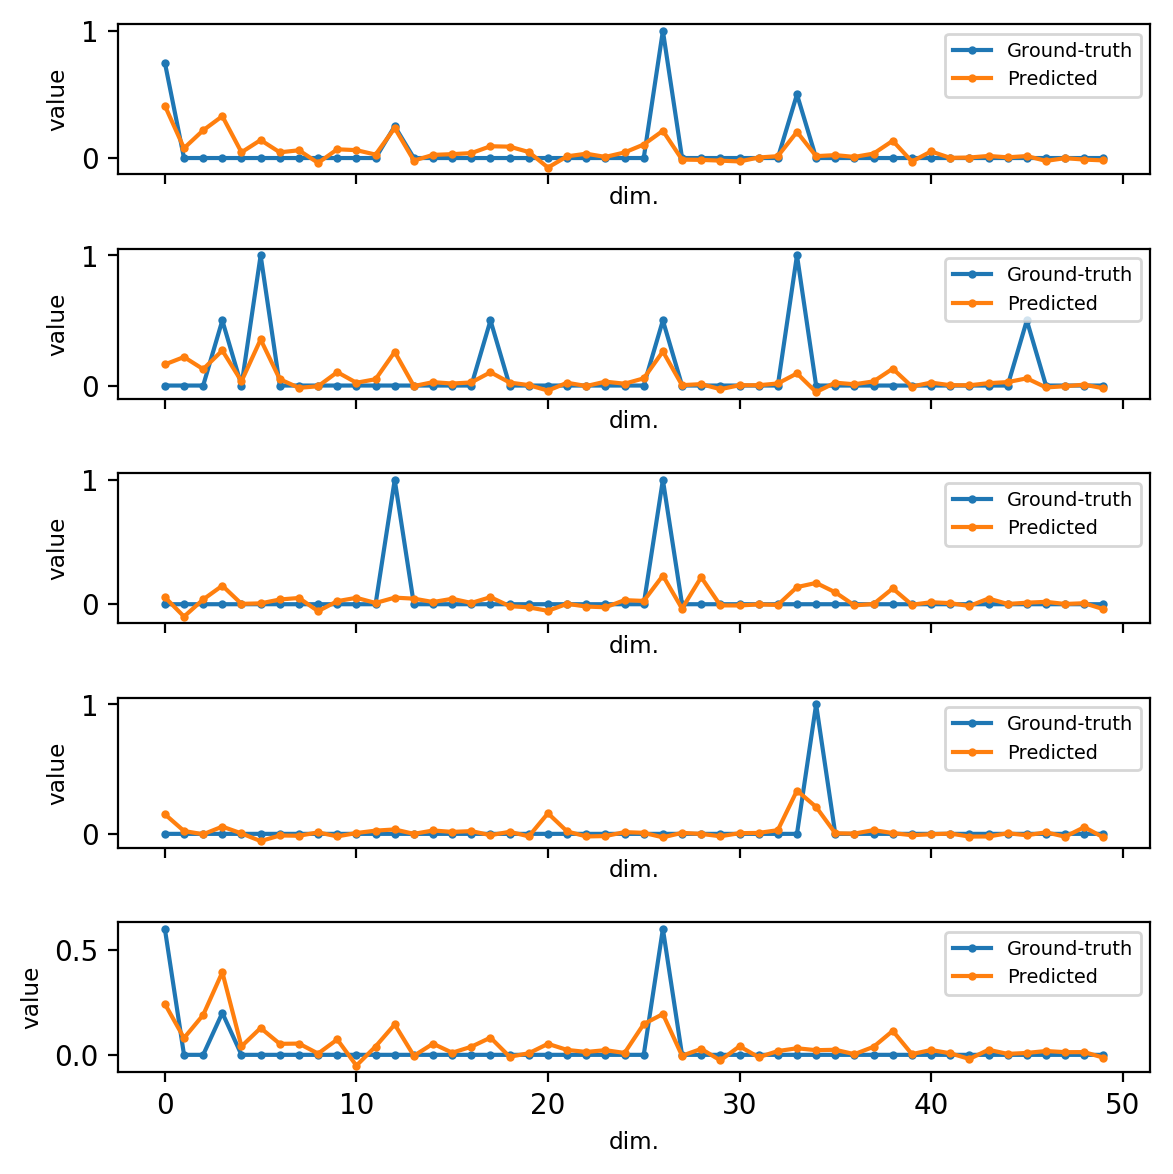 1
0
value
dim.
Ground-truth
Predicted
1
0
value
dim.
Ground-truth
Predicted
1
0
value
dim.
Ground-truth
Predicted
1
0
value
dim.
Ground-truth
Predicted
0.5
0.0
value
Ground-truth
Predicted
0 10 20 30 40 50
dim.